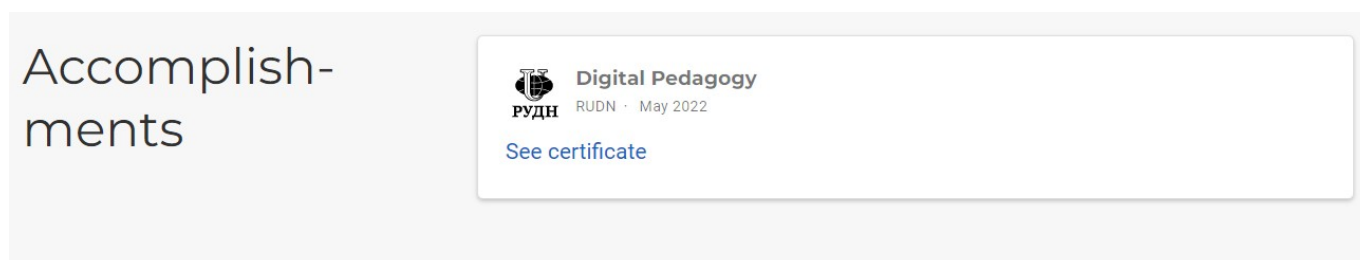 Accomplish-
ments
Digital Pedagogy
РУДН
RUDN · May 2022
See certificate